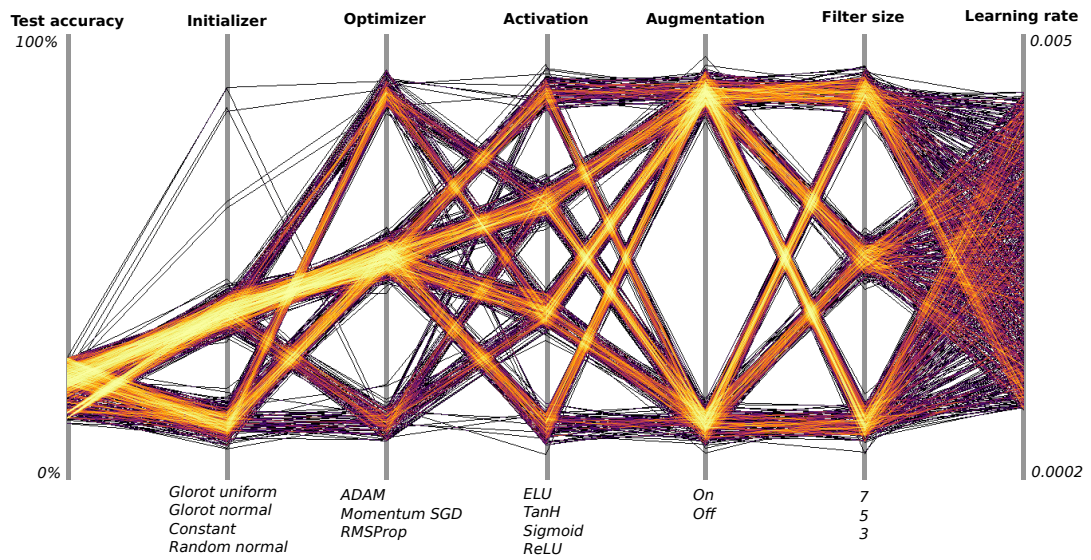 Test accuracy Initializer Optimizer Activation Augmentation Filter size Learning rate
100% 0.005
0% 0.0002
Glorot uniform ADAM ELU On 7
Glorot normal Momentum SGD TanH Off 5
Constant RMSProp Sigmoid 3
Random normal ReLU